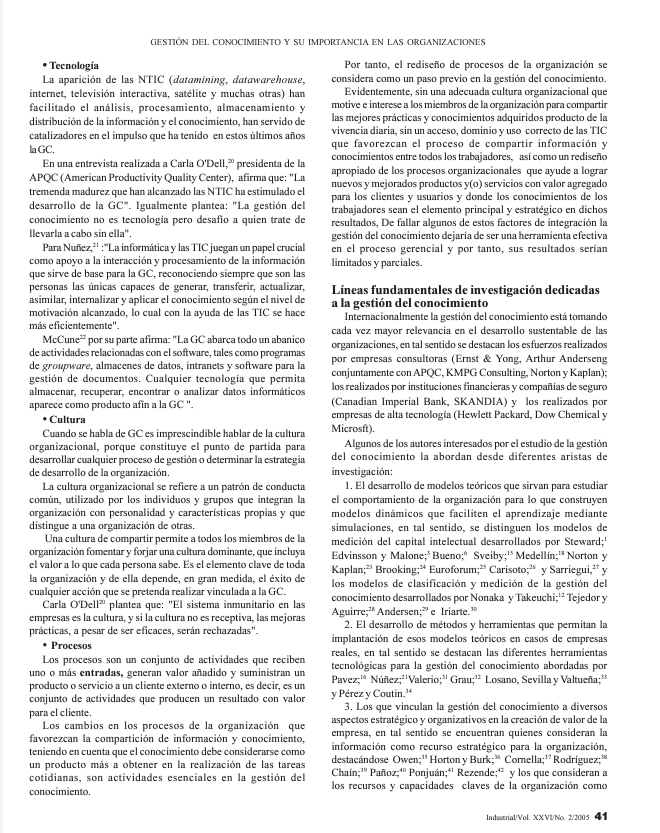 GESTIÓN DEL CONOCIMIENTO Y SU IMPORTANCIA EN LAS ORGANIZACIONES
• Tecnología
La aparición de las NTIC (datamining, datawarehouse,
internet, televisión interactiva, satélite y muchas otras) han
facilitado el análisis, procesamiento, almacenamiento y
distribución de la información y el conocimiento, han servido de
catalizadores en el impulso que ha tenido en estos últimos años
la GC.
En una entrevista realizada a Carla O'Dell,20 presidenta de la
APQC (American Productivity Quality Center), afirma que: "La
tremenda madurez que han alcanzado las NTIC ha estimulado el
desarrollo de la GC". Igualmente plantea: "La gestión del
conocimiento no es tecnología pero desafío a quien trate de
llevarla a cabo sin ella".
Para Nuñez,21 :"La informática y las TIC juegan un papel crucial
como apoyo a la interacción y procesamiento de la información
que sirve de base para la GC, reconociendo siempre que son las
personas las únicas capaces de generar, transferir, actualizar,
asimilar, internalizar y aplicar el conocimiento según el nivel de
motivación alcanzado, lo cual con la ayuda de las TIC se hace
más eficientemente".
McCune22 por su parte afirma: "La GC abarca todo un abanico
de actividades relacionadas con el software, tales como programas
de groupware, almacenes de datos, intranets y software para la
gestión de documentos. Cualquier tecnología que permita
almacenar, recuperar, encontrar o analizar datos informáticos
aparece como producto afín a la GC ".
• Cultura
Cuando se habla de GC es imprescindible hablar de la cultura
organizacional, porque constituye el punto de partida para
desarrollar cualquier proceso de gestión o determinar la estrategia
de desarrollo de la organización.
La cultura organizacional se refiere a un patrón de conducta
común, utilizado por los individuos y grupos que integran la
organización con personalidad y características propias y que
distingue a una organización de otras.
Una cultura de compartir permite a todos los miembros de la
organización fomentar y forjar una cultura dominante, que incluya
el valor a lo que cada persona sabe. Es el elemento clave de toda
la organización y de ella depende, en gran medida, el éxito de
cualquier acción que se pretenda realizar vinculada a la GC.
Carla O'Dell20 plantea que: "El sistema inmunitario en las
empresas es la cultura, y si la cultura no es receptiva, las mejoras
prácticas, a pesar de ser eficaces, serán rechazadas".
• Procesos
Los procesos son un conjunto de actividades que reciben
uno o más entradas, generan valor añadido y suministran un
producto o servicio a un cliente externo o interno, es decir, es un
conjunto de actividades que producen un resultado con valor
para el cliente.
Los cambios en los procesos de la organización que
favorezcan la compartición de información y conocimiento,
teniendo en cuenta que el conocimiento debe considerarse como
un producto más a obtener en la realización de las tareas
cotidianas, son actividades esenciales en la gestión del
conocimiento.
Por tanto, el rediseño de procesos de la organización se
considera como un paso previo en la gestión del conocimiento.
Evidentemente, sin una adecuada cultura organizacional que
motive e interese a los miembros de la organización para compartir
las mejores prácticas y conocimientos adquiridos producto de la
vivencia diaria, sin un acceso, dominio y uso correcto de las TIC
que favorezcan el proceso de compartir información y
conocimientos entre todos los trabajadores, así como un rediseño
apropiado de los procesos organizacionales que ayude a lograr
nuevos y mejorados productos y(o) servicios con valor agregado
para los clientes y usuarios y donde los conocimientos de los
trabajadores sean el elemento principal y estratégico en dichos
resultados, De fallar algunos de estos factores de integración la
gestión del conocimiento dejaría de ser una herramienta efectiva
en el proceso gerencial y por tanto, sus resultados serían
limitados y parciales.
Líneas fundamentales de investigación dedicadas
a la gestión del conocimiento
Internacionalmente la gestión del conocimiento está tomando
cada vez mayor relevancia en el desarrollo sustentable de las
organizaciones, en tal sentido se destacan los esfuerzos realizados
por empresas consultoras (Ernst & Yong, Arthur Anderseng
conjuntamente con APQC, KMPG Consulting, Norton y Kaplan);
los realizados por instituciones financieras y compañías de seguro
(Canadian Imperial Bank, SKANDIA) y los realizados por
empresas de alta tecnología (Hewlett Packard, Dow Chemical y
Microsft).
Algunos de los autores interesados por el estudio de la gestión
del conocimiento la abordan desde diferentes aristas de
investigación:
1. El desarrollo de modelos teóricos que sirvan para estudiar
el comportamiento de la organización para lo que construyen
modelos dinámicos que faciliten el aprendizaje mediante
simulaciones, en tal sentido, se distinguen los modelos de
medición del capital intelectual desarrollados por Steward;1
Edvinsson y Malone;3 Bueno;6 Sveiby;15 Medellín;18 Norton y
Kaplan;23 Brooking;24 Euroforum;25 Carisoto;26 y Sarriegui,27 y
los modelos de clasificación y medición de la gestión del
conocimiento desarrollados por Nonaka y Takeuchi;12 Tejedor y
Aguirre;28 Andersen;29 e Iriarte.30
2. El desarrollo de métodos y herramientas que permitan la
implantación de esos modelos teóricos en casos de empresas
reales, en tal sentido se destacan las diferentes herramientas
tecnológicas para la gestión del conocimiento abordadas por
Pavez;16 Núñez;21Valerio;31 Grau;32 Losano, Sevilla y Valtueña;33
y Pérez y Coutin.34
3. Los que vinculan la gestión del conocimiento a diversos
aspectos estratégico y organizativos en la creación de valor de la
empresa, en tal sentido se encuentran quienes consideran la
información como recurso estratégico para la organización,
destacándose Owen;35 Horton y Burk;36 Cornella;37 Rodríguez;38
Chaín;39 Pañoz;40 Ponjuán;41 Rezende;42 y los que consideran a
los recursos y capacidades claves de la organización como
Industrial/Vol. XXVI/No. 2/2005 41